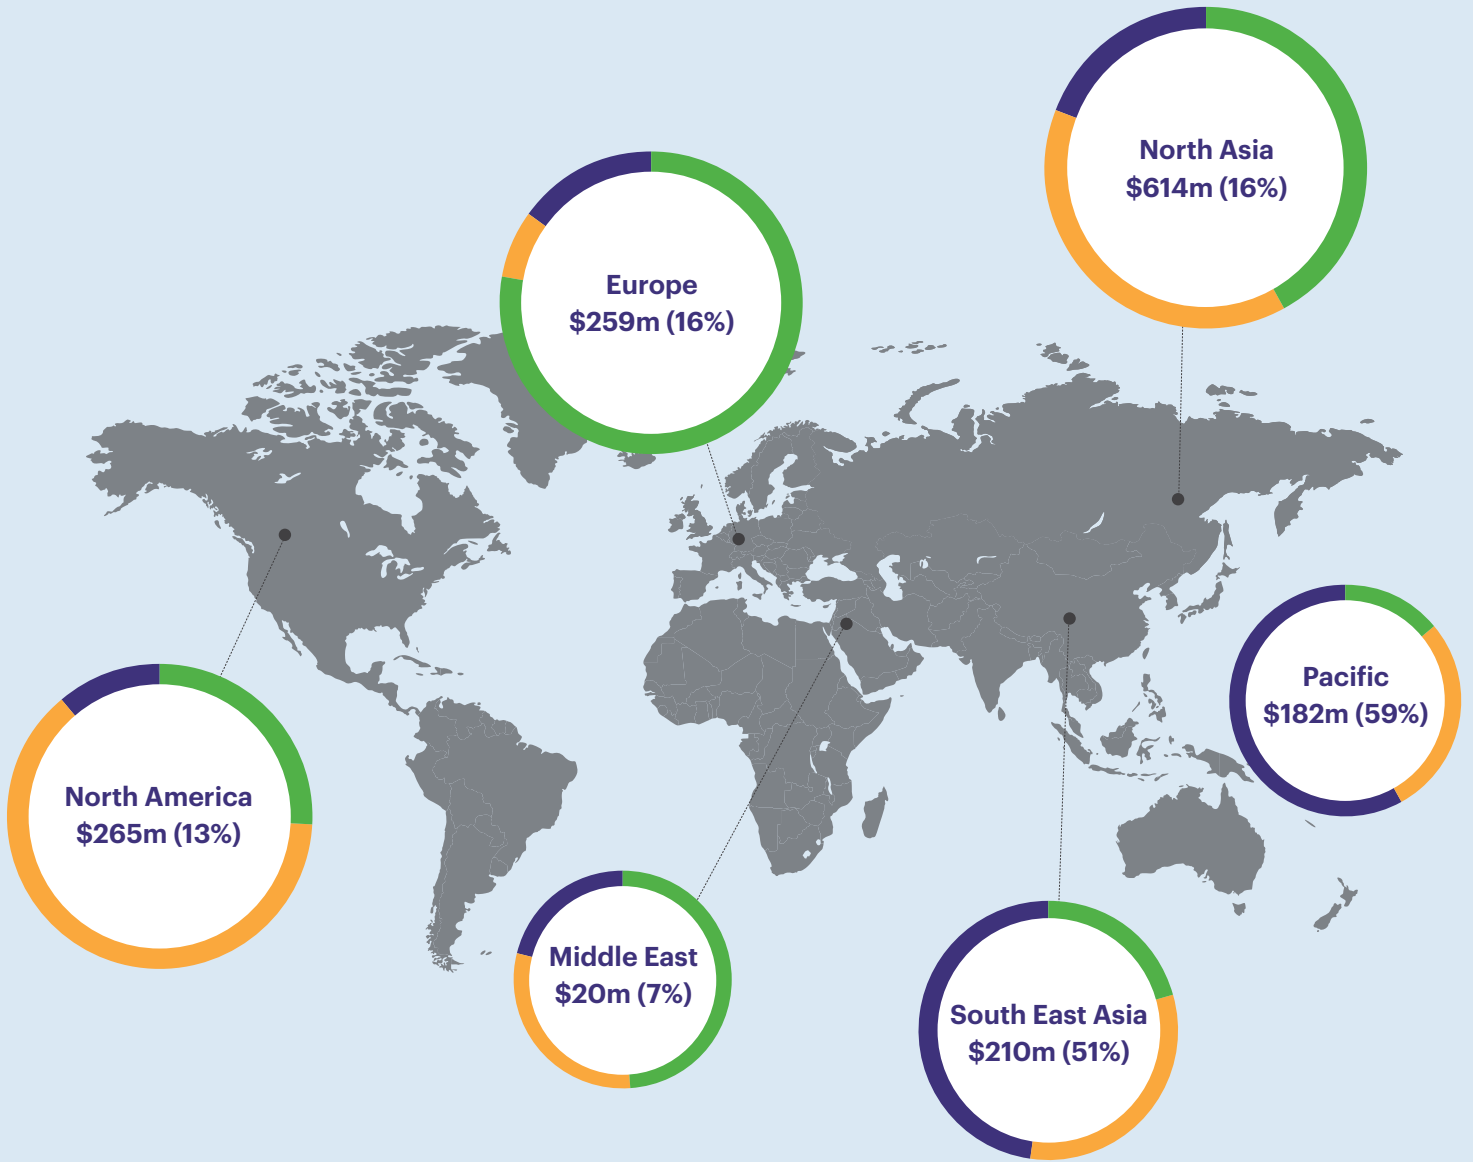 North Asia
$614m (16%)
Europe
$259m (16%)
Pacific
$182m (59%)
North America
$265m (13%)
Middle East
$20m (7%)
South East Asia
$210m (51%)